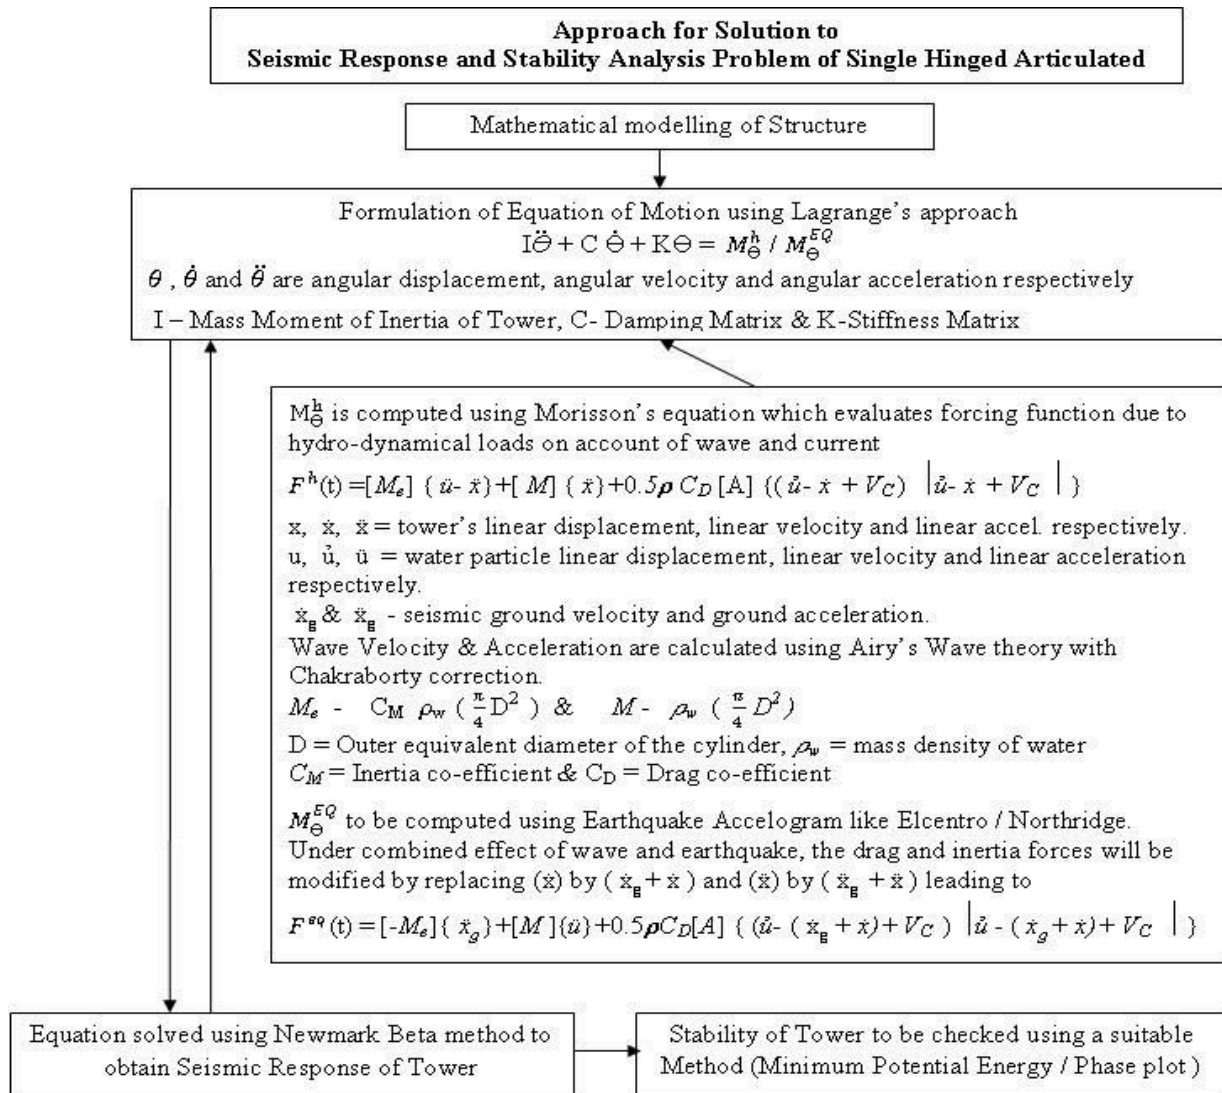 Approach for Solution to
Seismic Response and Stability Analysis Problem of Single Hinged Articulated
Mathematical modelling of Structure
Formulation of Equation of Motion using Lagrange's approach
IΘ̈ + C Θ̇ + KΘ = M_Θ^h / M_Θ^EQ
θ , θ̇ and θ̈ are angular displacement, angular velocity and angular acceleration respectively
I – Mass Moment of Inertia of Tower, C- Damping Matrix & K-Stiffness Matrix
M_Θ^h is computed using Morisson's equation which evaluates forcing function due to
hydro-dynamical loads on account of wave and current
F^h(t) =[M_e] { ü- ẍ}+[ M] { ẍ}+0.5ρ C_D [A] {( ů- ẋ + V_C) |ů- ẋ + V_C | }
x, ẋ, ẍ = tower's linear displacement, linear velocity and linear accel. respectively.
u, ů, ü = water particle linear displacement, linear velocity and linear acceleration
respectively.
ẋ_g & ẍ_g - seismic ground velocity and ground acceleration.
Wave Velocity & Acceleration are calculated using Airy's Wave theory with
Chakraborty correction.
M_e - C_M ρ_w ( π/4 D² ) & M- ρ_w ( π/4 D²)
D = Outer equivalent diameter of the cylinder, ρ_w = mass density of water
C_M = Inertia co-efficient & C_D = Drag co-efficient
M_Θ^EQ to be computed using Earthquake Accelogram like Elcentro / Northridge.
Under combined effect of wave and earthquake, the drag and inertia forces will be
modified by replacing (ẋ) by ( ẋ_g + ẋ ) and (ẍ) by ( ẍ_g + ẍ ) leading to
F^eq (t) = [-M_e]{ ẍ_g}+[M ]{ü}+0.5ρC_D[A] { (ů- ( ẋ_g + ẋ)+ V_C ) |ů - ( ẋ_g + ẋ)+ V_C | }
Equation solved using Newmark Beta method to
obtain Seismic Response of Tower
Stability of Tower to be checked using a suitable
Method (Minimum Potential Energy / Phase plot )